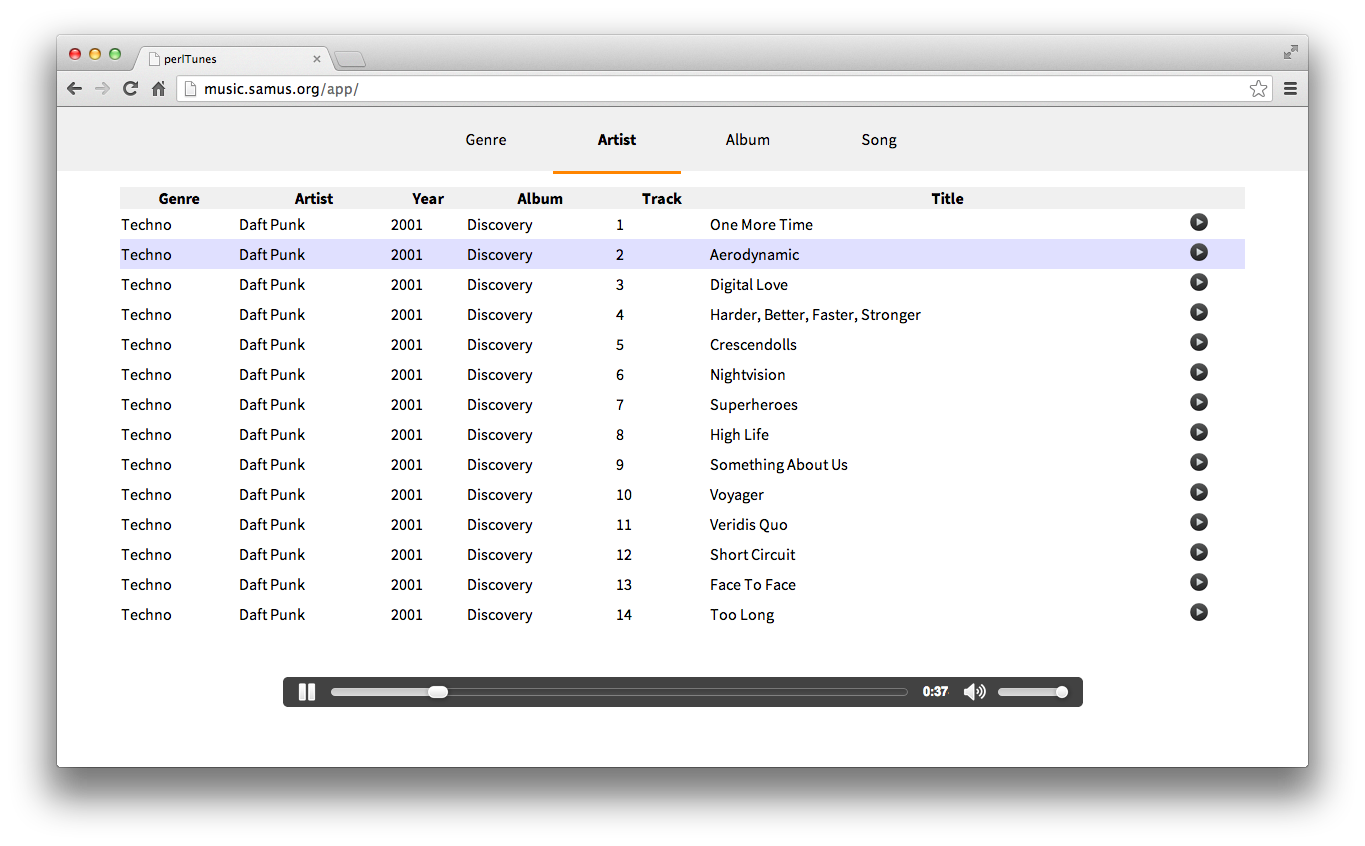 perlTunes
music.samus.org/app/
Genre Artist Album Song
Genre Artist Year Album Track Title
Techno Daft Punk 2001 Discovery 1 One More Time
Techno Daft Punk 2001 Discovery 2 Aerodynamic
Techno Daft Punk 2001 Discovery 3 Digital Love
Techno Daft Punk 2001 Discovery 4 Harder, Better, Faster, Stronger
Techno Daft Punk 2001 Discovery 5 Crescendolls
Techno Daft Punk 2001 Discovery 6 Nightvision
Techno Daft Punk 2001 Discovery 7 Superheroes
Techno Daft Punk 2001 Discovery 8 High Life
Techno Daft Punk 2001 Discovery 9 Something About Us
Techno Daft Punk 2001 Discovery 10 Voyager
Techno Daft Punk 2001 Discovery 11 Veridis Quo
Techno Daft Punk 2001 Discovery 12 Short Circuit
Techno Daft Punk 2001 Discovery 13 Face To Face
Techno Daft Punk 2001 Discovery 14 Too Long
0:37